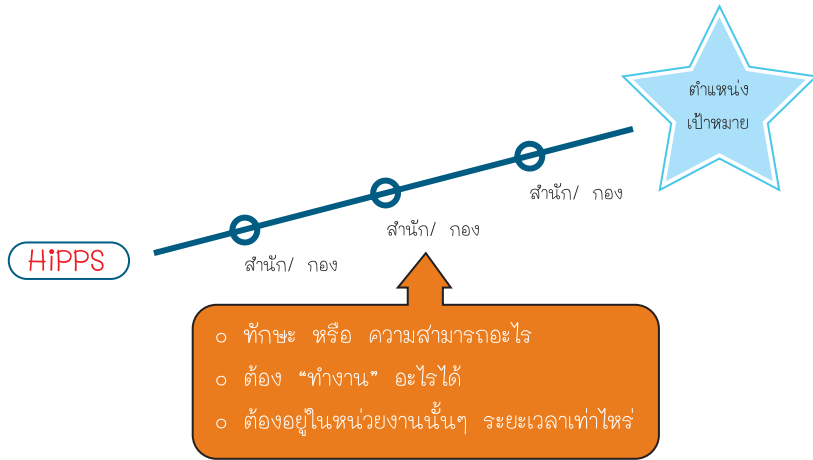 ตำแหน่ง
เป้าหมาย
สำนัก/ กอง
สำนัก/ กอง
สำนัก/ กอง
HiPPS
o ทักษะ หรือ ความสามารถอะไร
o ต้อง “ทำงาน” อะไรได้
o ต้องอยู่ในหน่วยงานนั้นๆ ระยะเวลาเท่าไหร่